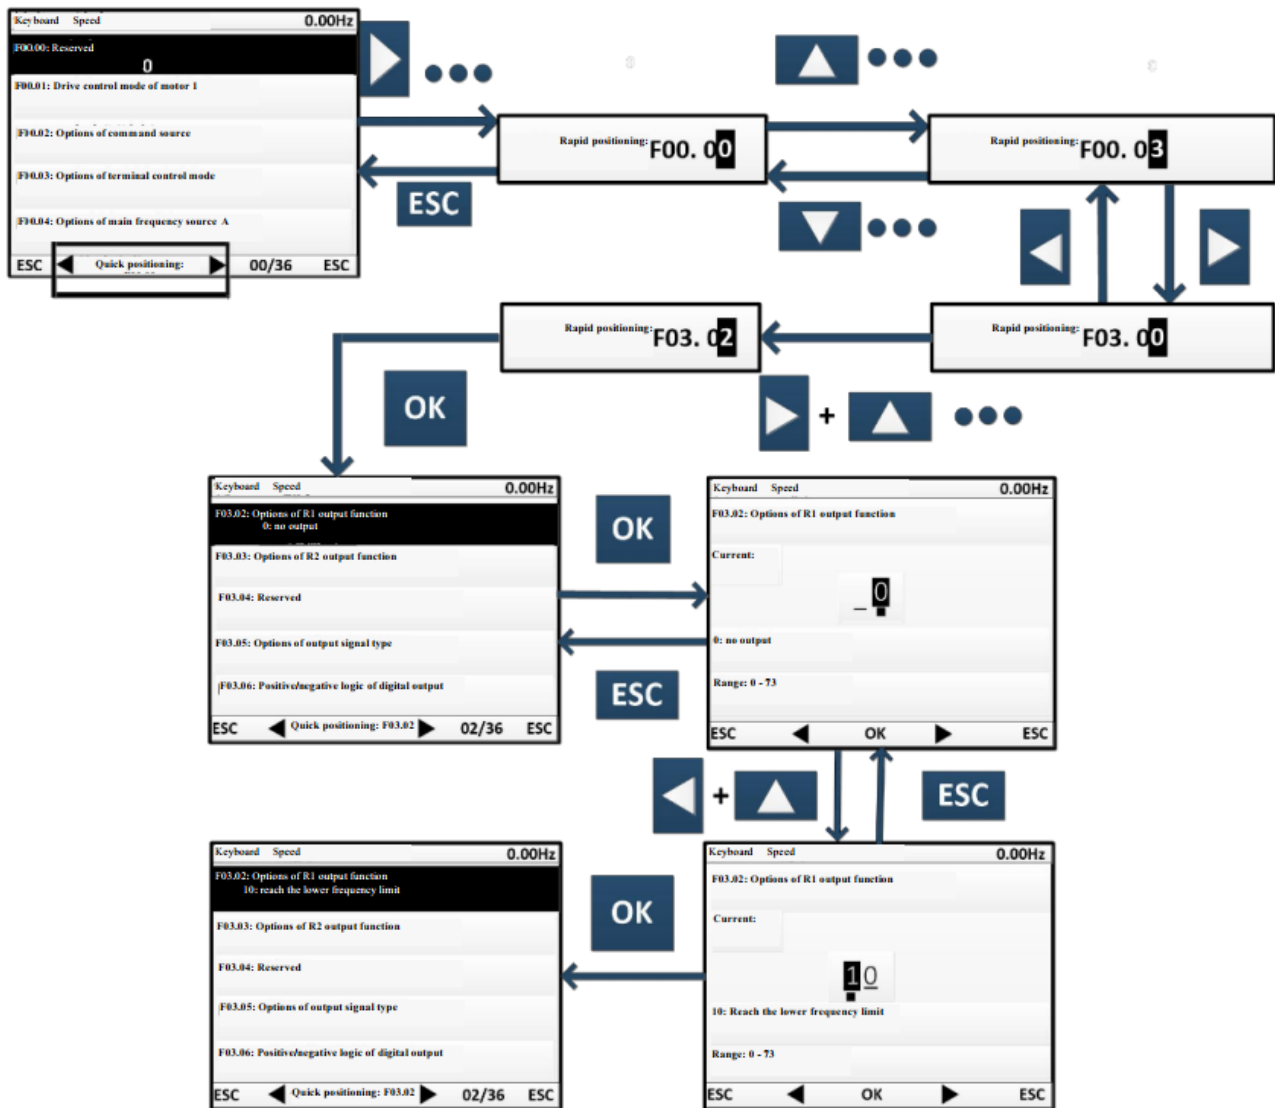 Keyboard Speed 0.00Hz
F00.00: Reserved
0
F00.01: Drive control mode of motor 1
F00.02: Options of command source
F00.03: Options of terminal control mode
F00.04: Options of main frequency source A
ESC Quick positioning: 00/36 ESC
ESC
Rapid positioning: F00. 00
Rapid positioning: F00. 03
Rapid positioning: F03. 02
Rapid positioning: F03. 00
OK
+
Keyboard Speed 0.00Hz
F03.02: Options of R1 output function
0: no output
F03.03: Options of R2 output function
F03.04: Reserved
F03.05: Options of output signal type
F03.06: Positive/negative logic of digital output
ESC Quick positioning: F03.02 02/36 ESC
OK
ESC
Keyboard Speed 0.00Hz
F03.02: Options of R1 output function
Current:
_0
0: no output
Range: 0 - 73
ESC OK ESC
+
ESC
Keyboard Speed 0.00Hz
F03.02: Options of R1 output function
10: reach the lower frequency limit
F03.03: Options of R2 output function
F03.04: Reserved
F03.05: Options of output signal type
F03.06: Positive/negative logic of digital output
ESC Quick positioning: F03.02 02/36 ESC
OK
Keyboard Speed 0.00Hz
F03.02: Options of R1 output function
Current:
10
10: Reach the lower frequency limit
Range: 0 - 73
ESC OK ESC